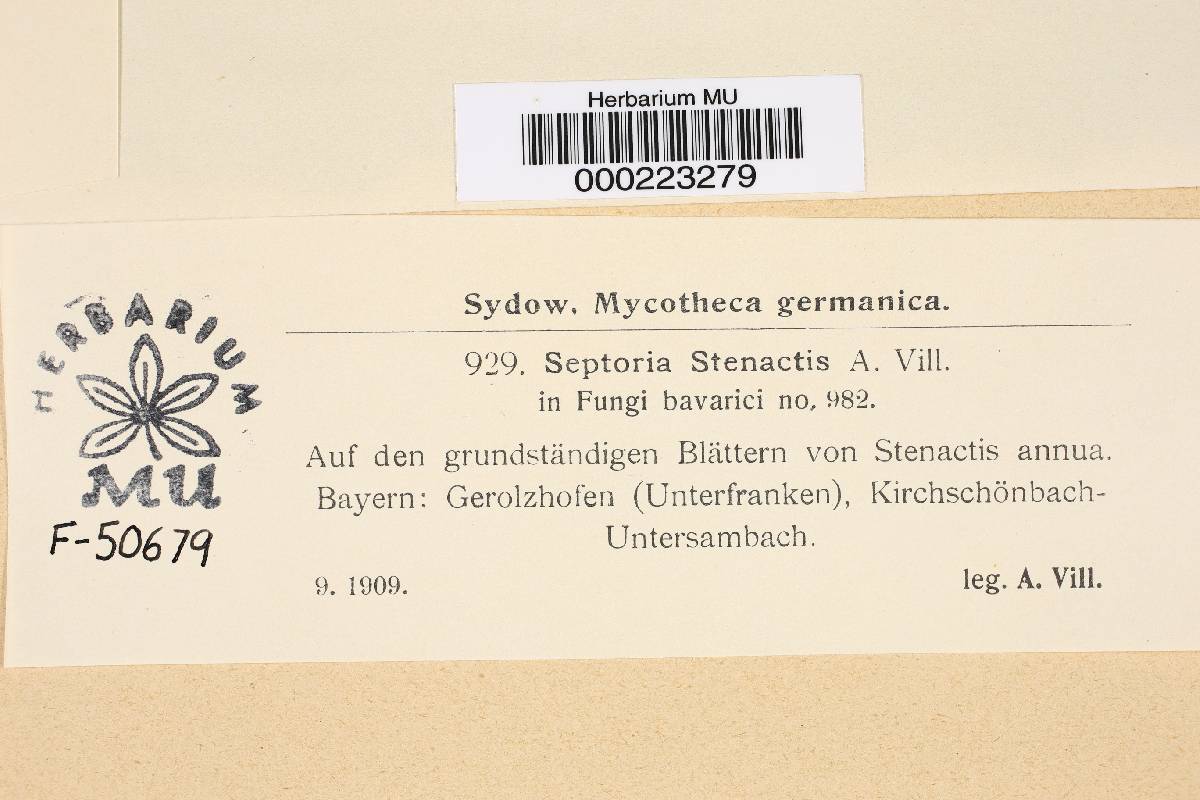 Herbarium MU
000223279
HERBARIUM
MU
F-50679
Sydow, Mycotheca germanica.
929. Septoria Stenactis A. Vill.
in Fungi bavarici no. 982.
Auf den grundständigen Blättern von Stenactis annua.
Bayern: Gerolzhofen (Unterfranken), Kirchschönbach-
Untersambach.
9. 1909.
leg. A. Vill.